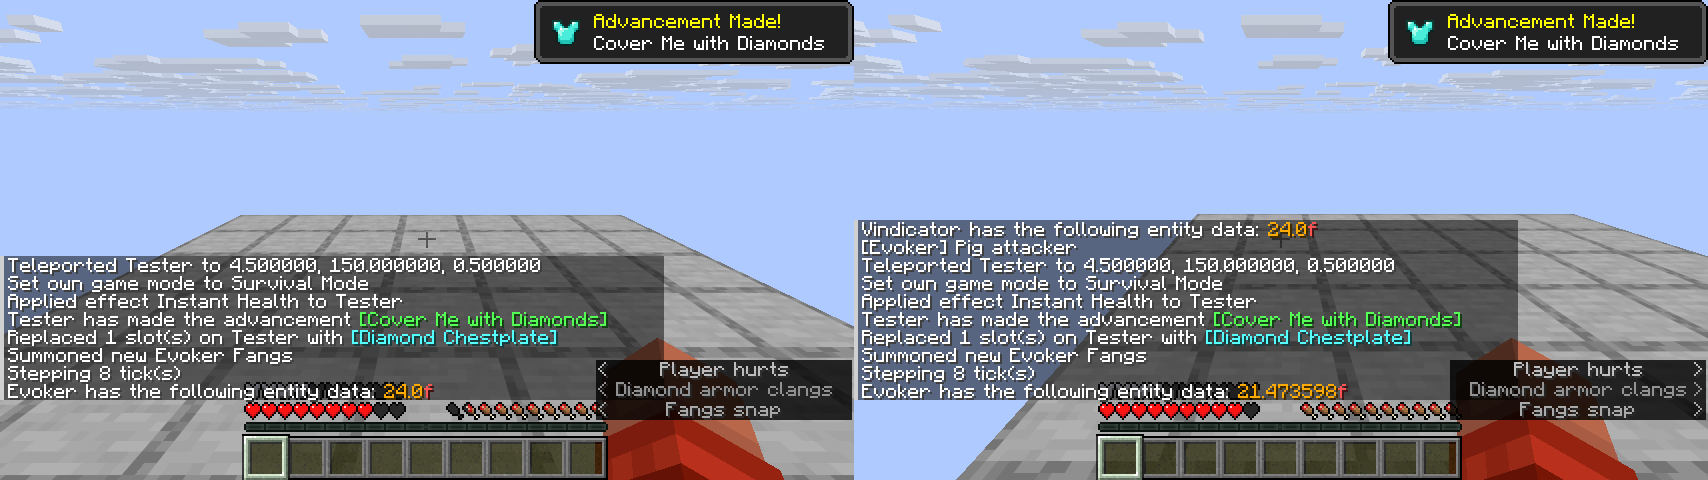 Advancement Made!
Cover Me with Diamonds
Teleported Tester to 4.500000, 150.000000, 0.500000
Set own game mode to Survival Mode
Applied effect Instant Health to Tester
Tester has made the advancement [Cover Me with Diamonds]
Replaced 1 slot(s) on Tester with [Diamond Chestplate]
Summoned new Evoker Fangs
Stepping 8 tick(s)
Evoker has the following entity data: 24.0f
< Player hurts
< Diamond armor clangs
< Fangs snap
Advancement Made!
Cover Me with Diamonds
Vindicator has the following entity data: 24.0f
[Evoker] Pig attacker
Teleported Tester to 4.500000, 150.000000, 0.500000
Set own game mode to Survival Mode
Applied effect Instant Health to Tester
Tester has made the advancement [Cover Me with Diamonds]
Replaced 1 slot(s) on Tester with [Diamond Chestplate]
Summoned new Evoker Fangs
Stepping 8 tick(s)
Evoker has the following entity data: 21.473598f
Player hurts >
Diamond armor clangs >
Fangs snap >